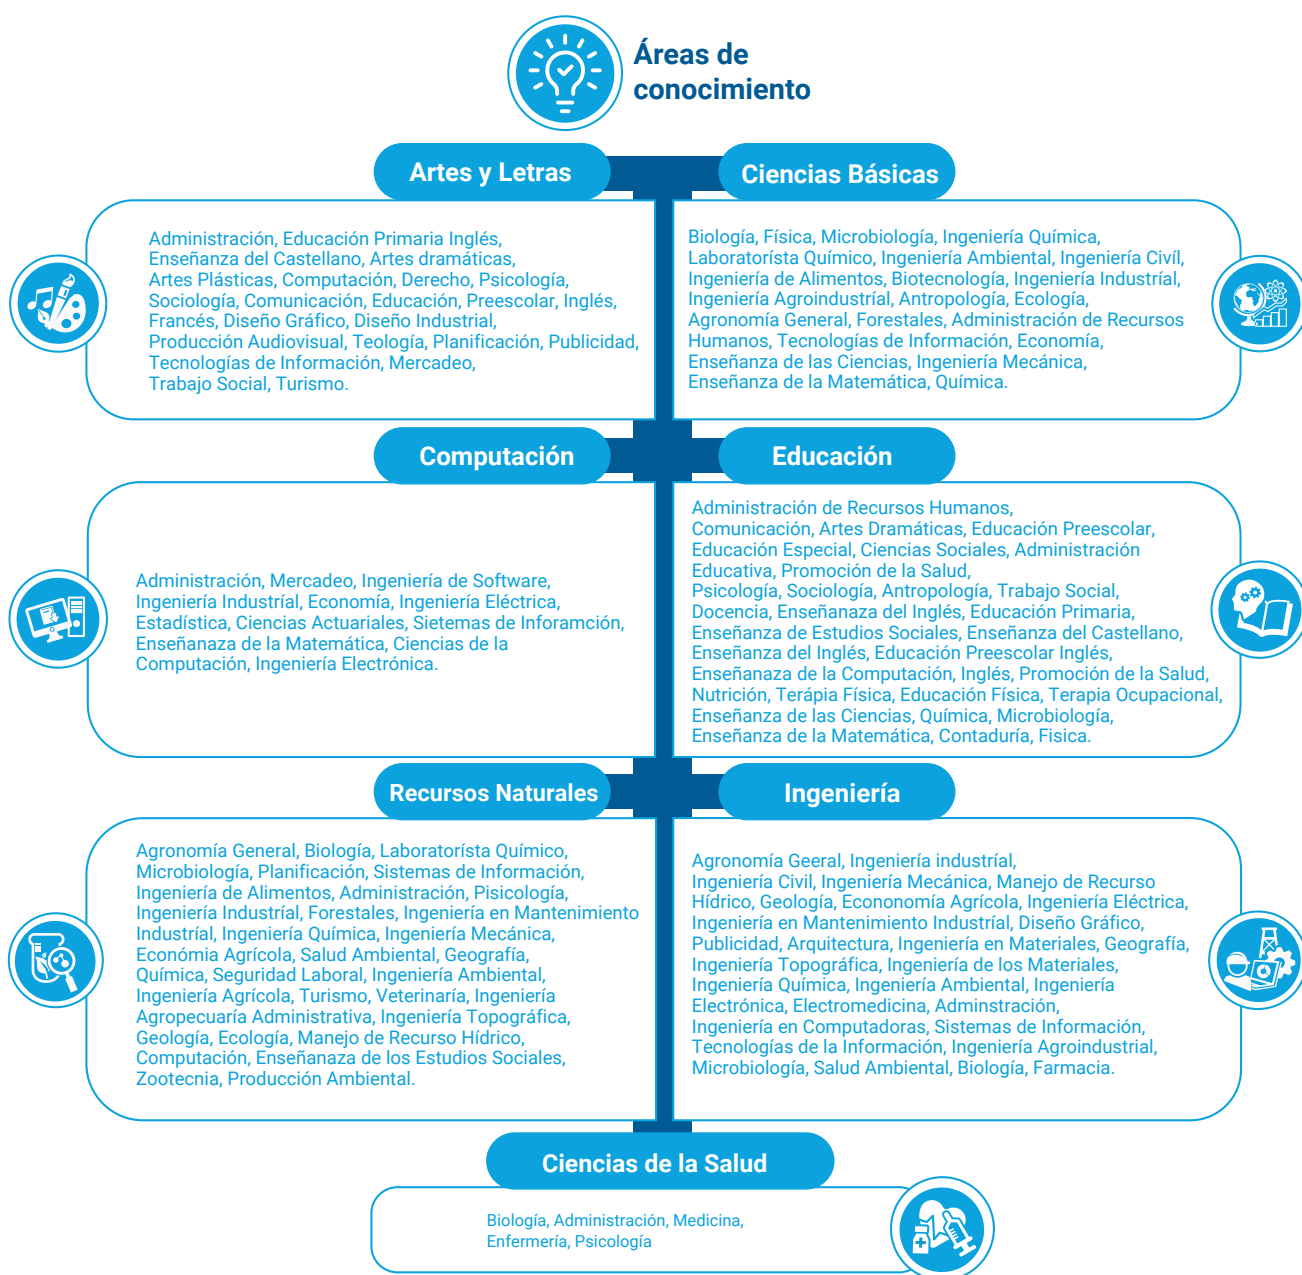 Áreas de
conocimiento
Artes y Letras
Administración, Educación Primaria Inglés,
Enseñanza del Castellano, Artes dramáticas,
Artes Plásticas, Computación, Derecho, Psicología,
Sociología, Comunicación, Educación, Preescolar, Inglés,
Francés, Diseño Gráfico, Diseño Industrial,
Producción Audiovisual, Teología, Planificación, Publicidad,
Tecnologías de Información, Mercadeo,
Trabajo Social, Turismo.
Ciencias Básicas
Biología, Física, Microbiología, Ingeniería Química,
Laboratorísta Químico, Ingeniería Ambiental, Ingeniería Civíl,
Ingeniería de Alimentos, Biotecnología, Ingeniería Industríal,
Ingeniería Agroindustríal, Antropología, Ecología,
Agronomía General, Forestales, Administración de Recursos
Humanos, Tecnologías de Información, Economía,
Enseñanza de las Ciencias, Ingeniería Mecánica,
Enseñanza de la Matemática, Química.
Computación
Administración, Mercadeo, Ingeniería de Software,
Ingeniería Industríal, Economía, Ingeniería Eléctrica,
Estadística, Ciencias Actuariales, Sietemas de Inforamción,
Enseñanaza de la Matemática, Ciencias de la
Computación, Ingeniería Electrónica.
Educación
Administración de Recursos Humanos,
Comunicación, Artes Dramáticas, Educación Preescolar,
Educación Especial, Ciencias Sociales, Administración
Educativa, Promoción de la Salud,
Psicología, Sociología, Antropología, Trabajo Social,
Docencia, Enseñanaza del Inglés, Educación Primaria,
Enseñanza de Estudios Sociales, Enseñanza del Castellano,
Enseñanza del Inglés, Educación Preescolar Inglés,
Enseñanaza de la Computación, Inglés, Promoción de la Salud,
Nutrición, Terápia Física, Educación Física, Terapia Ocupacional,
Enseñanza de las Ciencias, Química, Microbiología,
Enseñanza de la Matemática, Contaduría, Fisica.
Recursos Naturales
Agronomía General, Biología, Laboratorísta Químico,
Microbiología, Planificación, Sistemas de Información,
Ingeniería de Alimentos, Administración, Pisicología,
Ingeniería Industríal, Forestales, Ingeniería en Mantenimiento
Industríal, Ingeniería Química, Ingeniería Mecánica,
Económia Agrícola, Salud Ambiental, Geografía,
Química, Seguridad Laboral, Ingeniería Ambiental,
Ingeniería Agrícola, Turismo, Veterinaría, Ingeniería
Agropecuaría Administrativa, Ingeniería Topográfica,
Geología, Ecología, Manejo de Recurso Hídrico,
Computación, Enseñanaza de los Estudios Sociales,
Zootecnia, Producción Ambiental.
Ingeniería
Agronomía Geeral, Ingeniería industríal,
Ingeniería Civil, Ingeniería Mecánica, Manejo de Recurso
Hídrico, Geología, Econonomía Agrícola, Ingeniería Eléctrica,
Ingeniería en Mantenimiento Industríal, Diseño Gráfico,
Publicidad, Arquitectura, Ingeniería en Materiales, Geografía,
Ingeniería Topográfica, Ingeniería de los Materiales,
Ingeniería Química, Ingeniería Ambiental, Ingeniería
Electrónica, Electromedicina, Adminstración,
Ingeniería en Computadoras, Sistemas de Información,
Tecnologías de la Información, Ingeniería Agroindustrial,
Microbiología, Salud Ambiental, Biología, Farmacia.
Ciencias de la Salud
Biología, Administración, Medicina,
Enfermería, Psicología